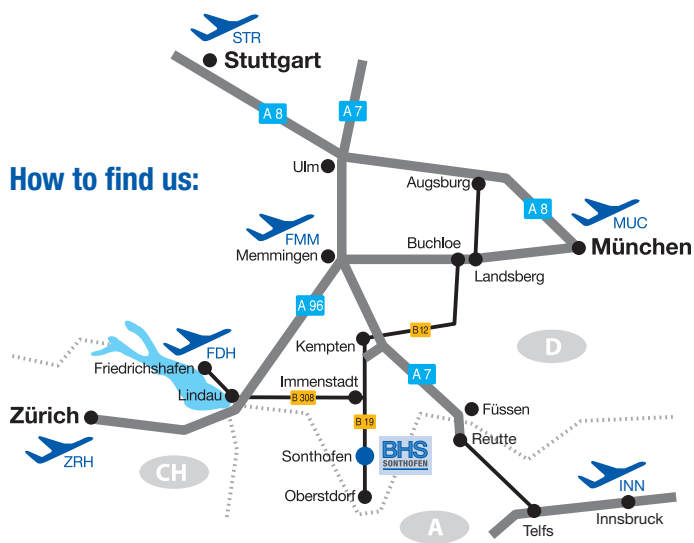 STR
Stuttgart
A 8
A 7
How to find us:
Ulm
Augsburg
A 8
MUC
FMM
Memmingen
Buchloe
München
Landsberg
A 96
B12
D
FDH
Kempten
Friedrichshafen
A 7
Immenstadt
Lindau
B 308
Füssen
Zürich
B 19
Reutte
BHS
SONTHOFEN
Sonthofen
ZRH
CH
INN
Oberstdorf
A
Telfs
Innsbruck